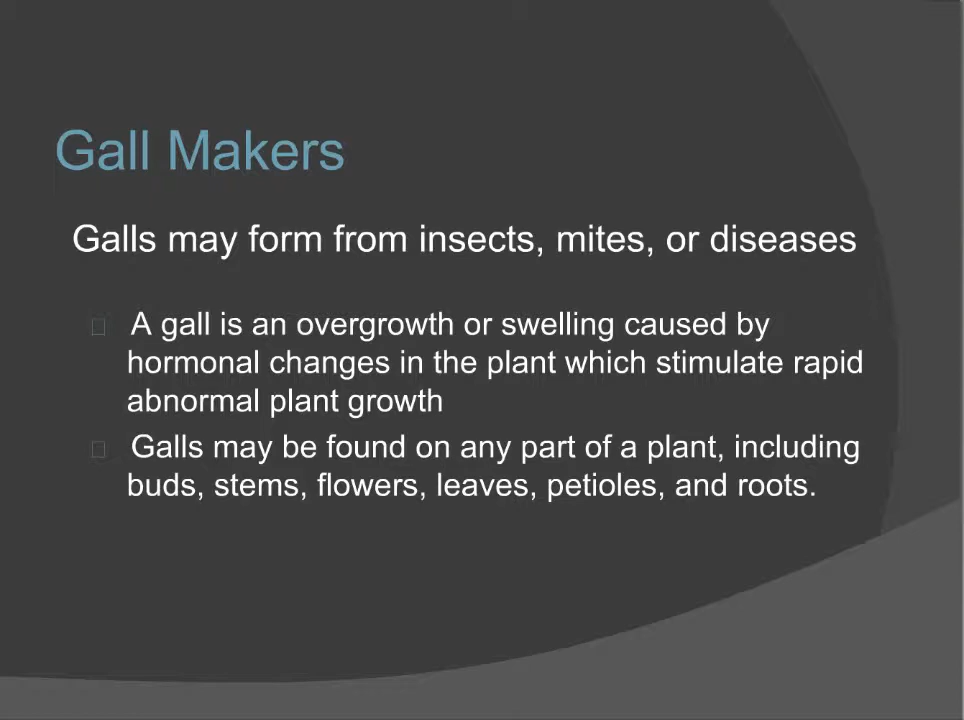 Gall Makers
Galls may form from insects, mites, or diseases
A gall is an overgrowth or swelling caused by
hormonal changes in the plant which stimulate rapid
abnormal plant growth
Galls may be found on any part of a plant, including
buds, stems, flowers, leaves, petioles, and roots.